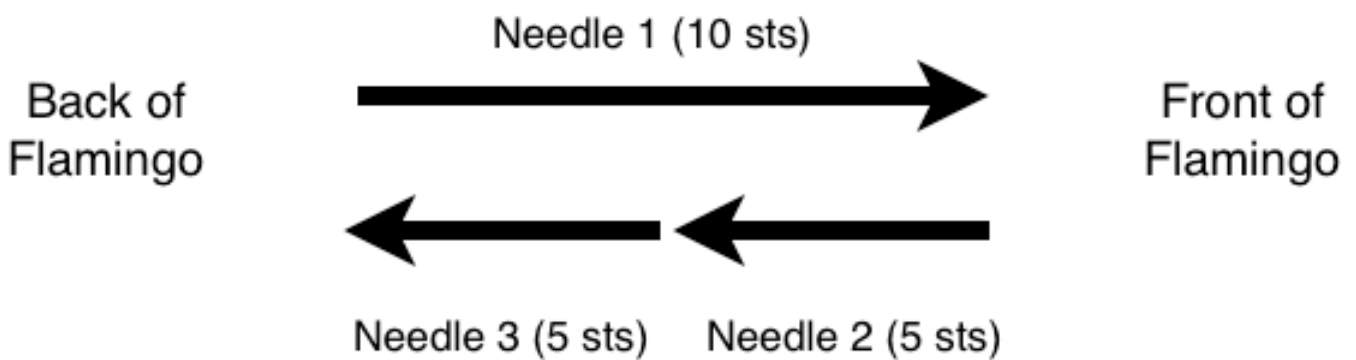 Needle 1 (10 sts)
Back of
Flamingo
Front of
Flamingo
Needle 3 (5 sts)
Needle 2 (5 sts)